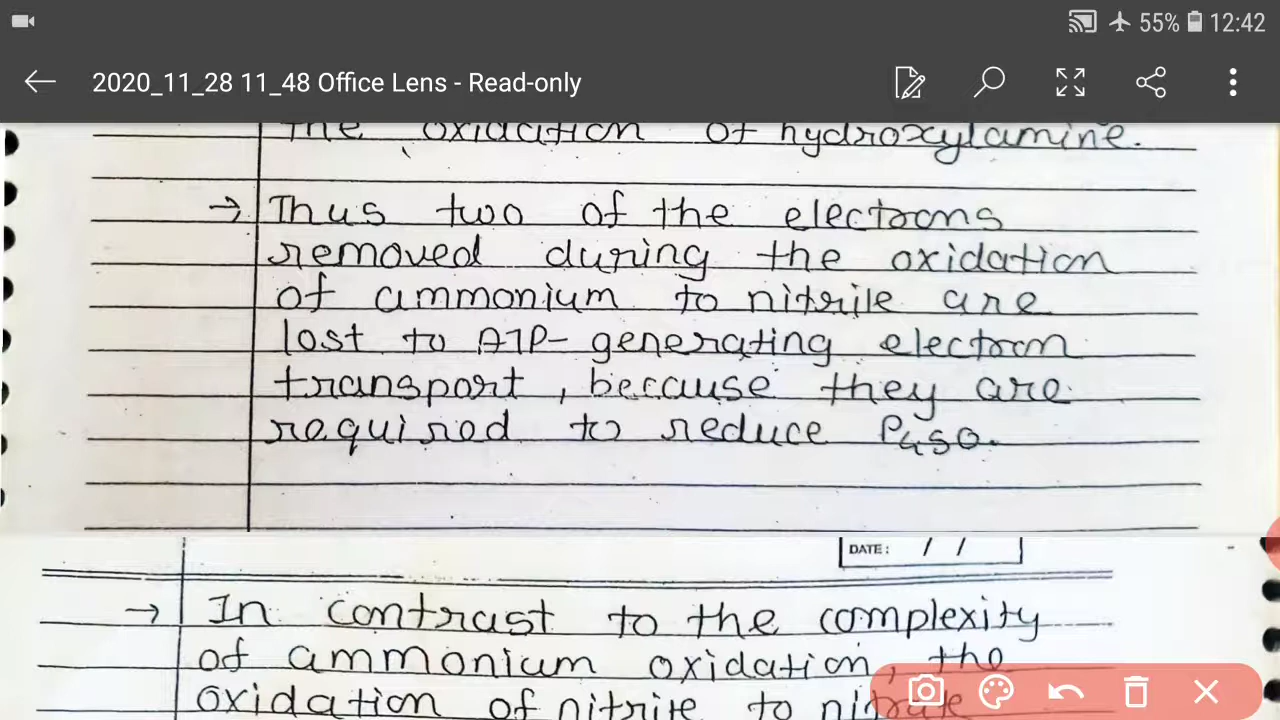 55% 12:42
2020_11_28 11_48 Office Lens - Read-only
The oxidation of hydroxylamine.
→ Thus two of the electrons
removed during the oxidation
of ammonium to nitrile are
lost to ATP- generating electron
transport, because they are
required to reduce P450.
DATE: / /
→ In contrast to the complexity
of ammonium oxidation, the
oxidation of nitrite to nitrate